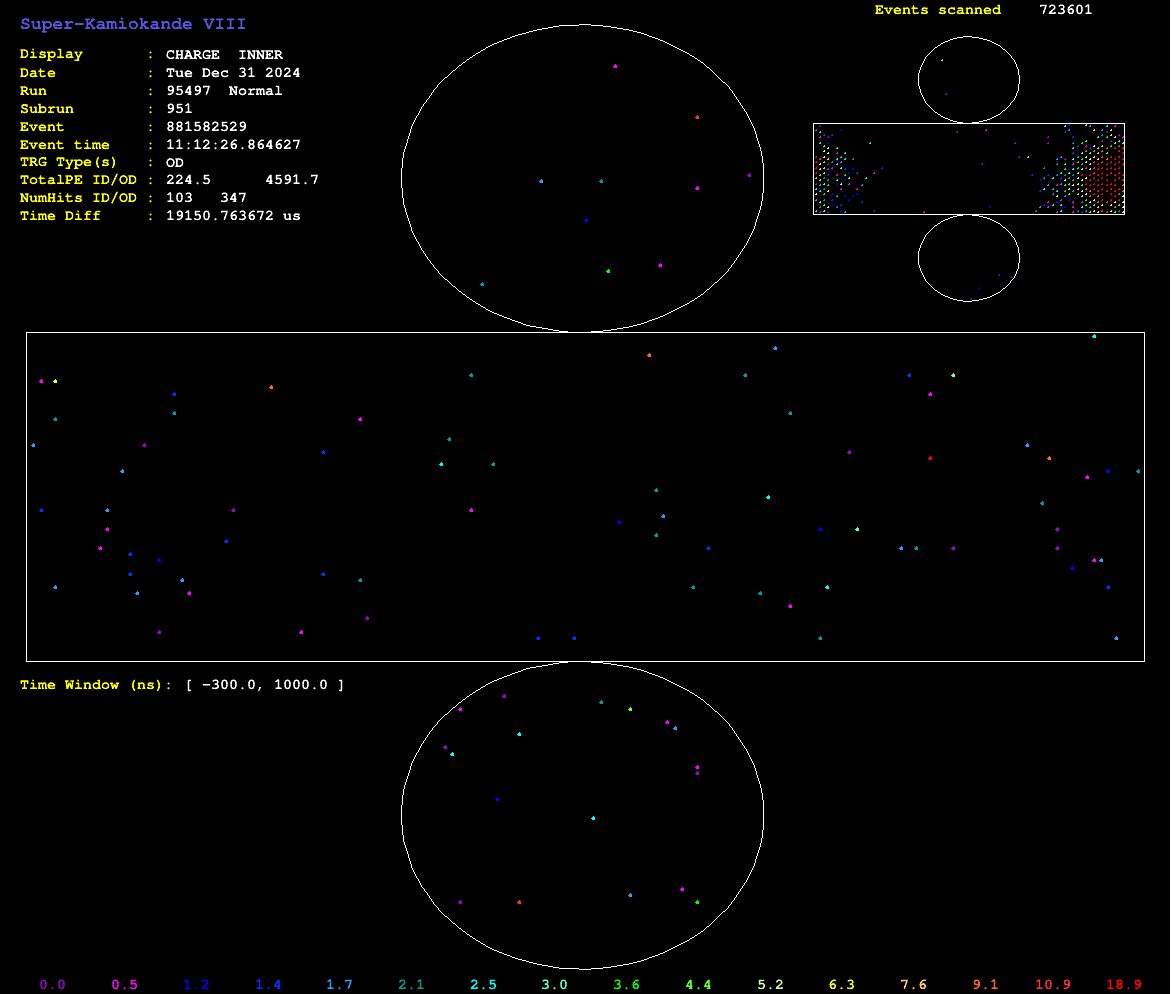 Super-Kamiokande VIII
Events scanned 723601
Display : CHARGE INNER
Date : Tue Dec 31 2024
Run : 95497 Normal
Subrun : 951
Event : 881582529
Event time : 11:12:26.864627
TRG Type(s) : OD
TotalPE ID/OD : 224.5 4591.7
NumHits ID/OD : 103 347
Time Diff : 19150.763672 us
Time Window (ns): [ -300.0, 1000.0 ]
0.0 0.5 1.2 1.4 1.7 2.1 2.5 3.0 3.6 4.4 5.2 6.3 7.6 9.1 10.9 18.9